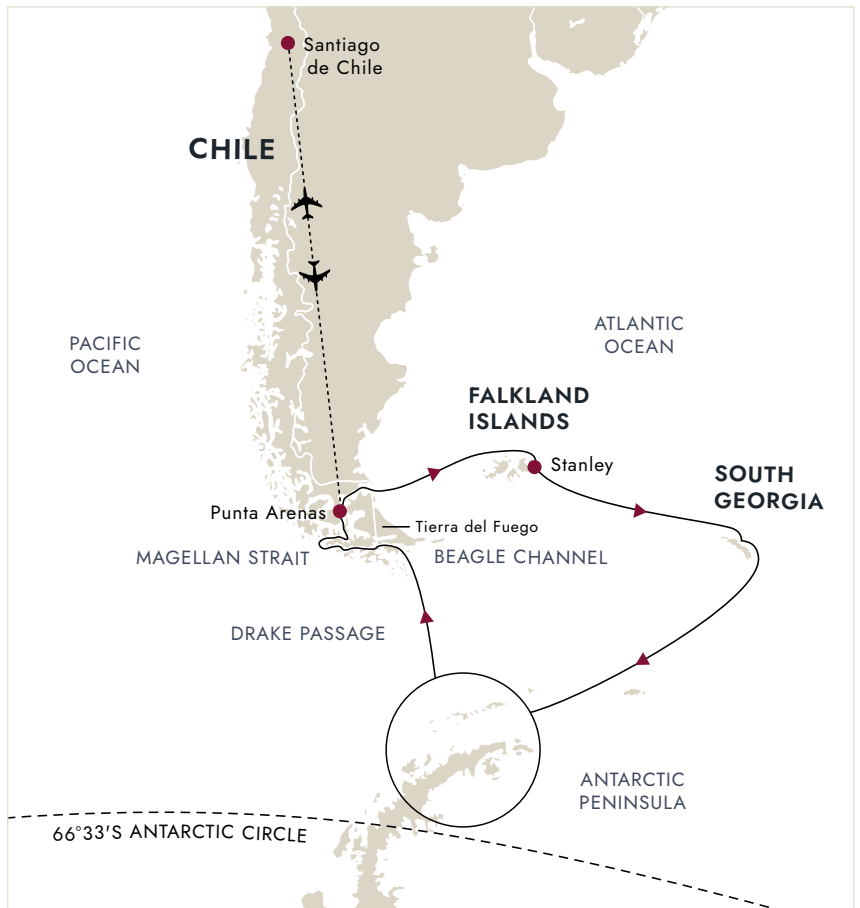 Santiago
de Chile
CHILE
PACIFIC
OCEAN
ATLANTIC
OCEAN
FALKLAND
ISLANDS
Stanley
SOUTH
GEORGIA
Punta Arenas
Tierra del Fuego
MAGELLAN STRAIT
BEAGLE CHANNEL
DRAKE PASSAGE
ANTARCTIC
PENINSULA
66°33'S ANTARCTIC CIRCLE